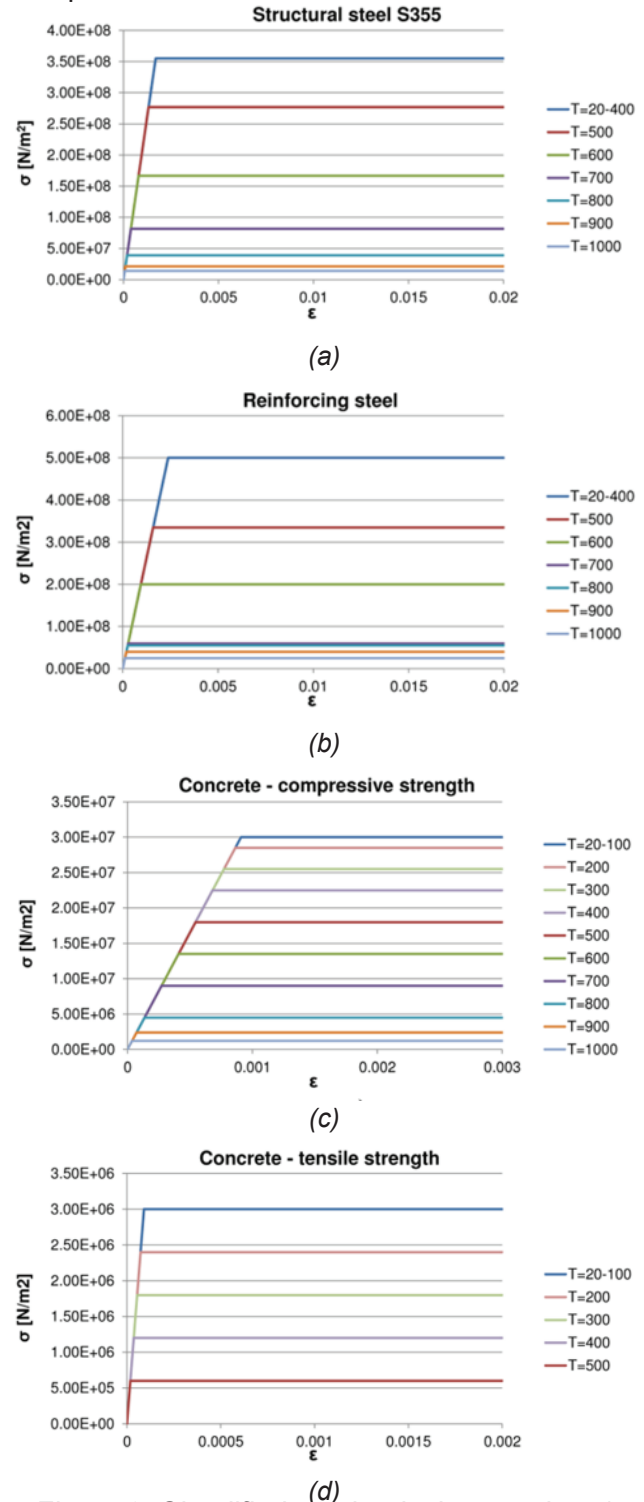 Structural steel S355
4.00E+08
3.50E+08
3.00E+08
2.50E+08
2.00E+08
1.50E+08
1.00E+08
5.00E+07
0.00E+00
σ [N/m²]
0 0.005 0.01 0.015 0.02
ε
T=20-400
T=500
T=600
T=700
T=800
T=900
T=1000
(a)
Reinforcing steel
6.00E+08
5.00E+08
4.00E+08
3.00E+08
2.00E+08
1.00E+08
0.00E+00
σ [N/m2]
0 0.005 0.01 0.015 0.02
ε
T=20-400
T=500
T=600
T=700
T=800
T=900
T=1000
(b)
Concrete - compressive strength
3.50E+07
3.00E+07
2.50E+07
2.00E+07
1.50E+07
1.00E+07
5.00E+06
0.00E+00
σ [N/m2]
0 0.001 0.002 0.003
ε
T=20-100
T=200
T=300
T=400
T=500
T=600
T=700
T=800
T=900
T=1000
(c)
Concrete - tensile strength
3.50E+06
3.00E+06
2.50E+06
2.00E+06
1.50E+06
1.00E+06
5.00E+05
0.00E+00
σ [N/m2]
0 0.0005 0.001 0.0015 0.002
ε
T=20-100
T=200
T=300
T=400
T=500
(d)